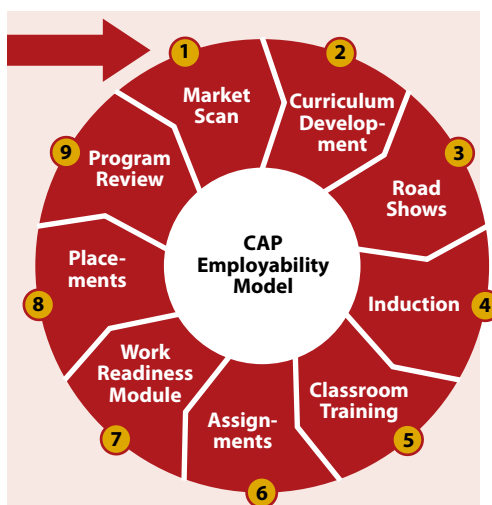 1
Market
Scan
2
Curriculum
Develop-
ment
3
Road
Shows
4
Induction
5
Classroom
Training
6
Assign-
ments
7
Work
Readiness
Module
8
Place-
ments
9
Program
Review
CAP
Employability
Model